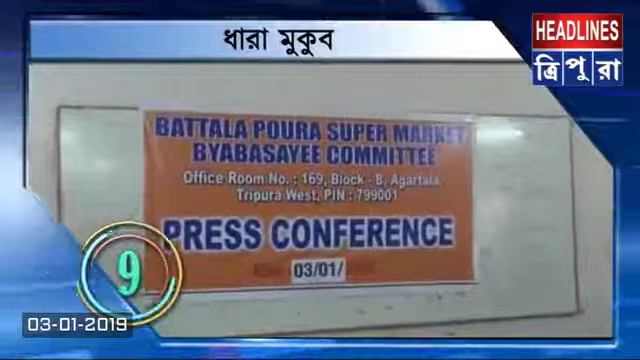 ধারা মুকুব
HEADLINES
ত্রিপুরা
BATTALA POURA SUPER MARKET
BYABASAYEE COMMITTEE
Office Room No. : 169, Block - B, Agartala
Tripura West, PIN : 799001
PRESS CONFERENCE
03/01/
9
03-01-2019